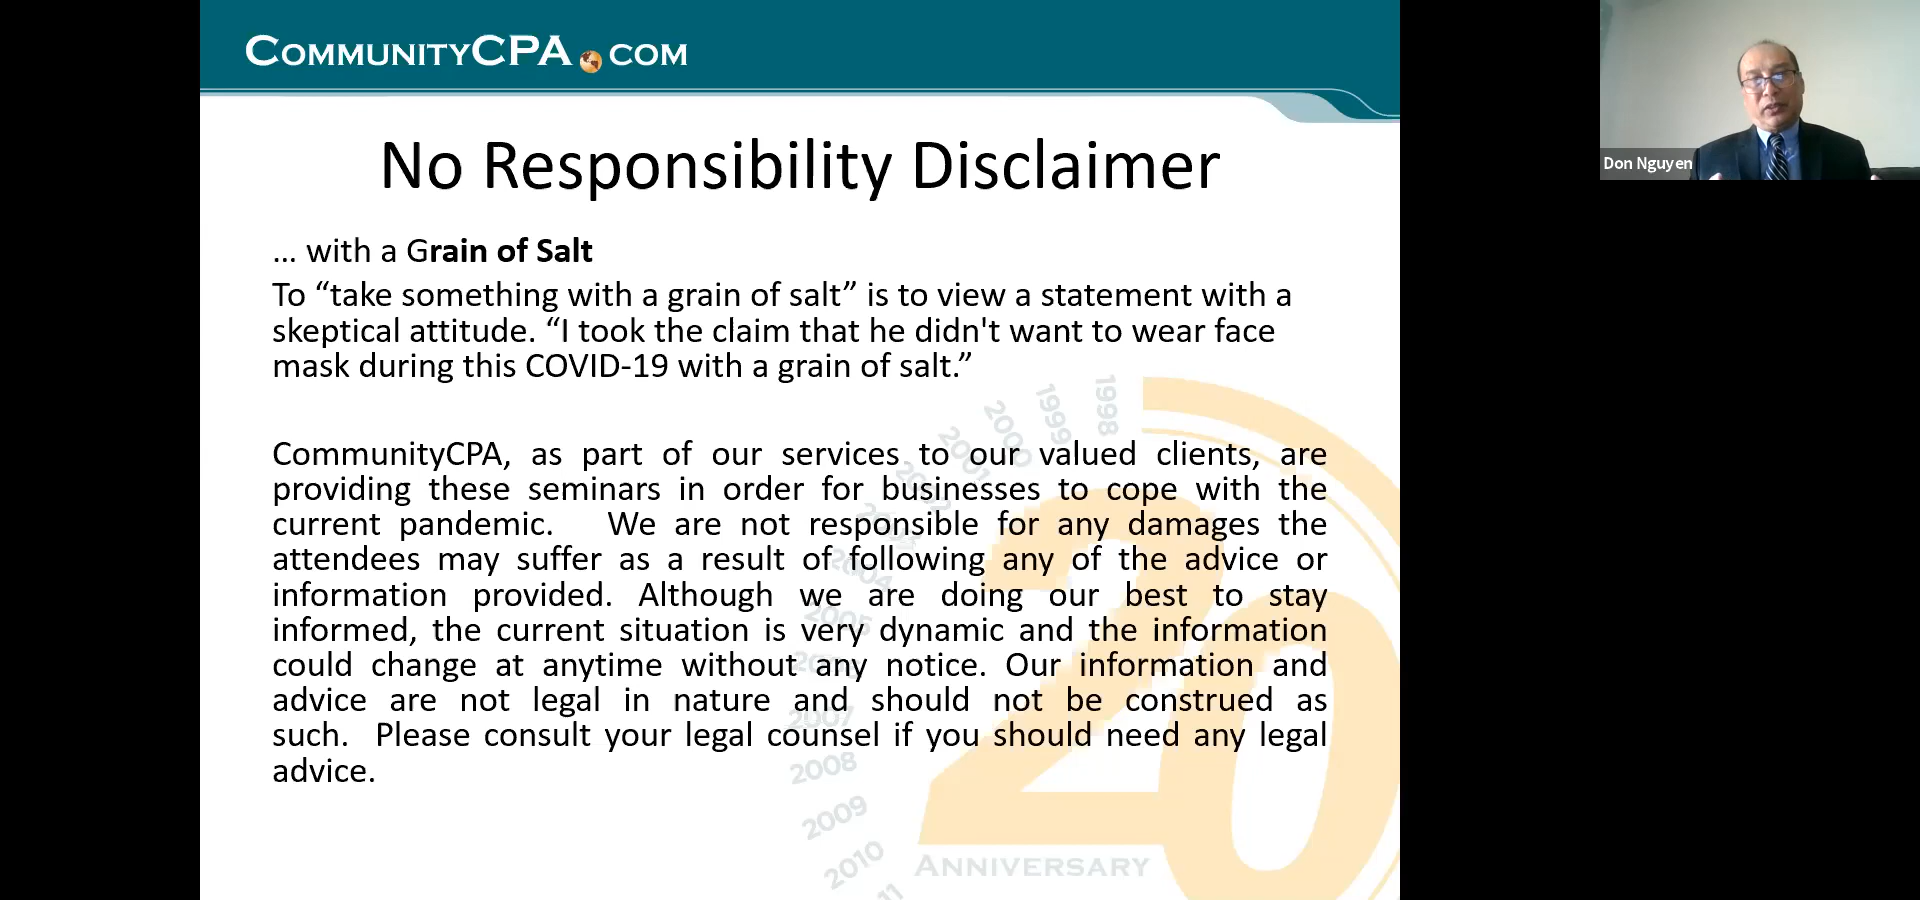 COMMUNITYCPA.COM
No Responsibility Disclaimer
Don Nguyen
... with a Grain of Salt
To “take something with a grain of salt” is to view a statement with a
skeptical attitude. “I took the claim that he didn't want to wear face
mask during this COVID-19 with a grain of salt.”
1998
1999
2000
2001
CommunityCPA, as part of our services to our valued clients, are
providing these seminars in order for businesses to cope with the
current pandemic. We are not responsible for any damages the
attendees may suffer as a result of following any of the advice or
information provided. Although we are doing our best to stay
informed, the current situation is very dynamic and the information
could change at anytime without any notice. Our information and
advice are not legal in nature and should not be construed as
such. Please consult your legal counsel if you should need any legal
advice.
2004
2005
2007
2008
2009
2010
11
20
ANNIVERSARY